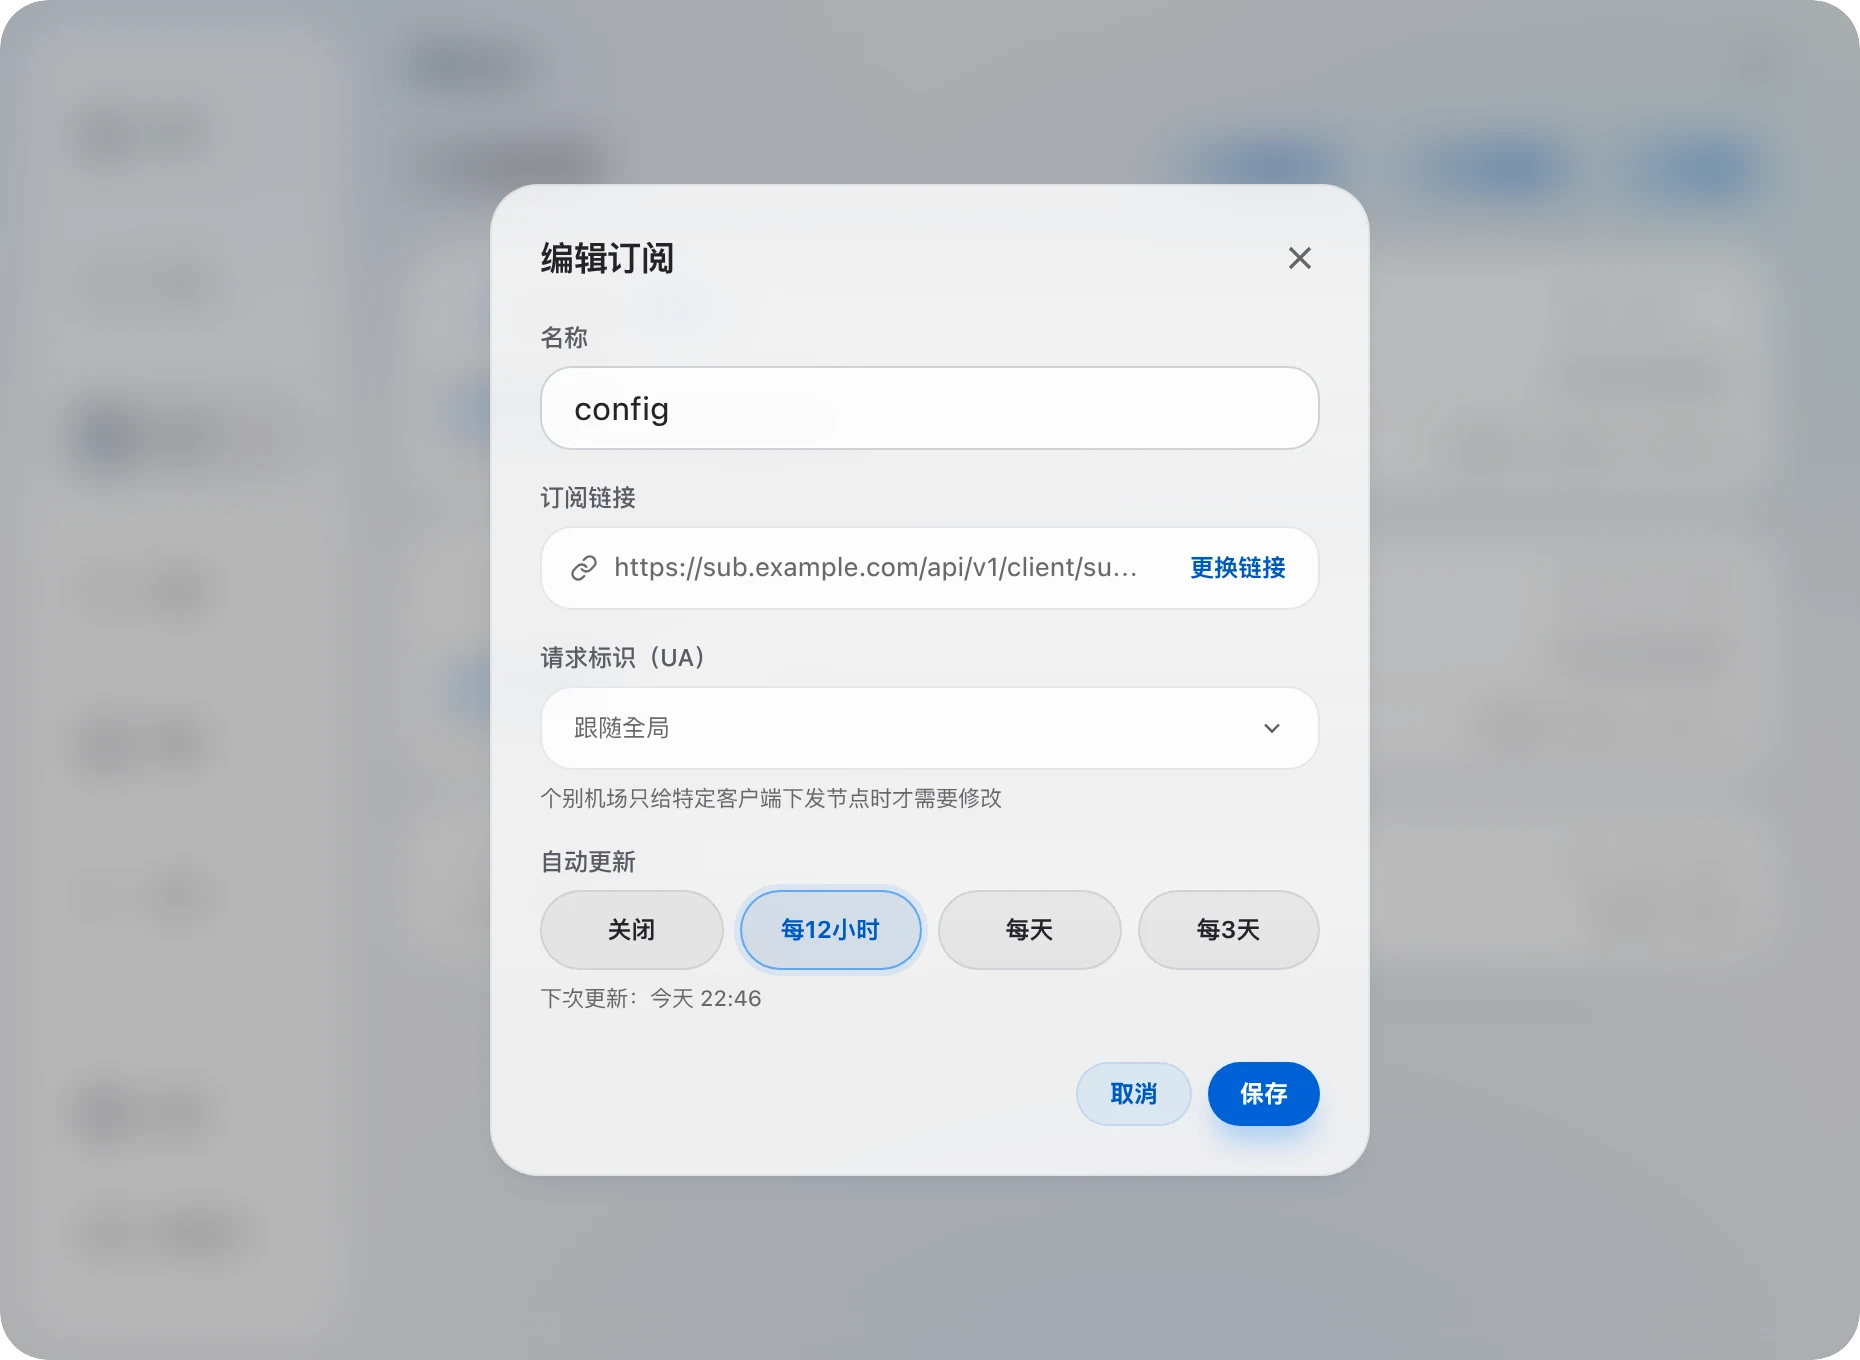 编辑订阅
名称
config
订阅链接
https://sub.example.com/api/v1/client/su...
更换链接
请求标识（UA）
跟随全局
个别机场只给特定客户端下发节点时才需要修改
自动更新
关闭
每12小时
每天
每3天
下次更新：今天 22:46
取消
保存